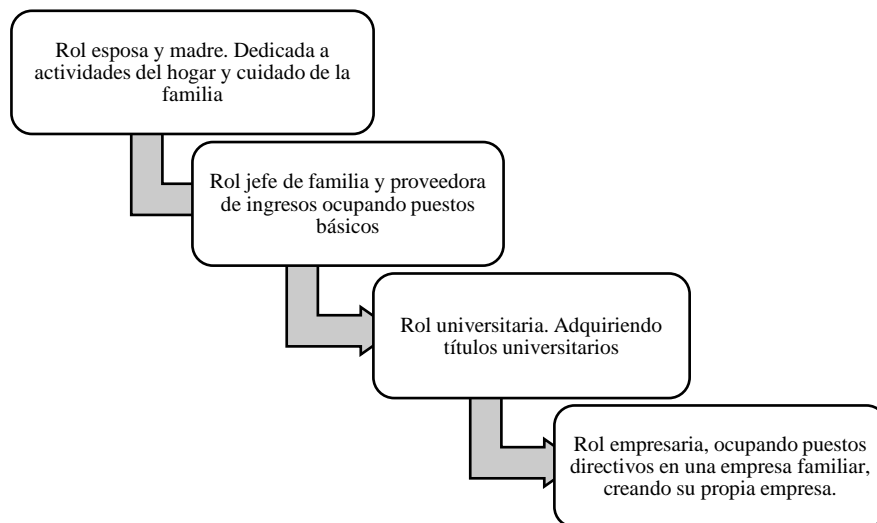 Rol esposa y madre. Dedicada a
actividades del hogar y cuidado de la
familia
Rol jefe de familia y proveedora
de ingresos ocupando puestos
básicos
Rol universitaria. Adquiriendo
títulos universitarios
Rol empresaria, ocupando puestos
directivos en una empresa familiar,
creando su propia empresa.